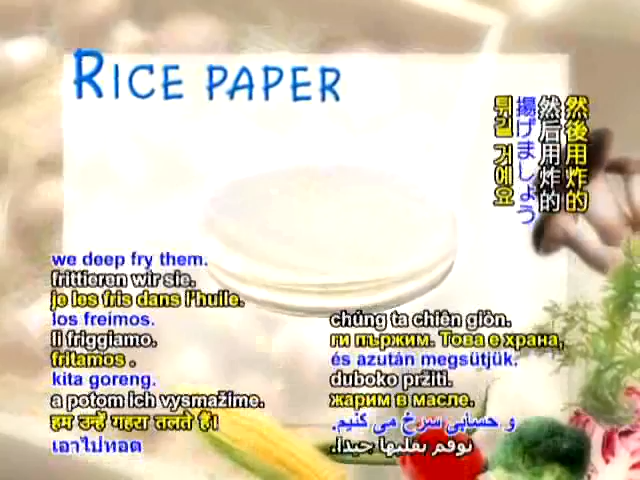 RICE PAPER
然後用炸的
然后用炸的
揚げましょう
튀길 거예요
we deep fry them.
frittieren wir sie.
je les fris dans l'huile.
los freimos.
li friggiamo.
fritamos .
kita goreng.
a potom ich vysmažíme.
हम उन्हें गहरा तलते हैं।
เอาไปทอด
chúng ta chiên giòn.
ги пържим. Това е храна,
és azután megsütjük.
duboko pržiti.
жарим в масле.
و حسابی سرخ می کنیم.
نوقم بقليها جيدا.